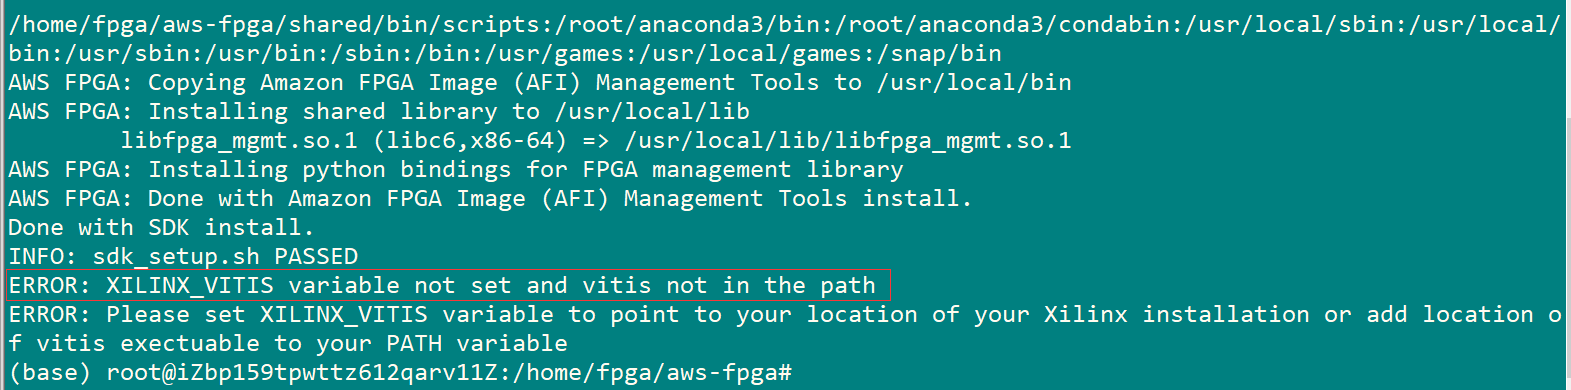 /home/fpga/aws-fpga/shared/bin/scripts:/root/anaconda3/bin:/root/anaconda3/condabin:/usr/local/sbin:/usr/local/
bin:/usr/sbin:/usr/bin:/sbin:/bin:/usr/games:/usr/local/games:/snap/bin
AWS FPGA: Copying Amazon FPGA Image (AFI) Management Tools to /usr/local/bin
AWS FPGA: Installing shared library to /usr/local/lib
        libfpga_mgmt.so.1 (libc6,x86-64) => /usr/local/lib/libfpga_mgmt.so.1
AWS FPGA: Installing python bindings for FPGA management library
AWS FPGA: Done with Amazon FPGA Image (AFI) Management Tools install.
Done with SDK install.
INFO: sdk_setup.sh PASSED
ERROR: XILINX_VITIS variable not set and vitis not in the path
ERROR: Please set XILINX_VITIS variable to point to your location of your Xilinx installation or add location o
f vitis exectuable to your PATH variable
(base) root@iZbp159tpwttz612qarv11Z:/home/fpga/aws-fpga#